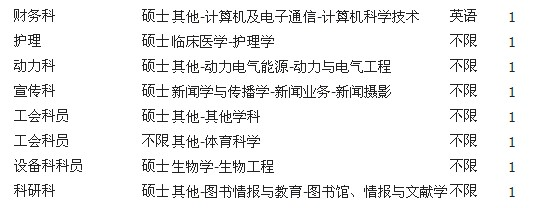 财务科 硕士 其他-计算机及电子通信-计算机科学技术 英语 1
护理 硕士 临床医学-护理学 不限 1
动力科 硕士 其他-动力电气能源-动力与电气工程 不限 1
宣传科 硕士 新闻学与传播学-新闻业务-新闻摄影 不限 1
工会科员 硕士 其他-其他学科 不限 1
工会科员 不限 其他-体育科学 不限 1
设备科科员 硕士 生物学-生物工程 不限 1
科研科 硕士 其他-图书情报与教育-图书馆、情报与文献学 不限 1